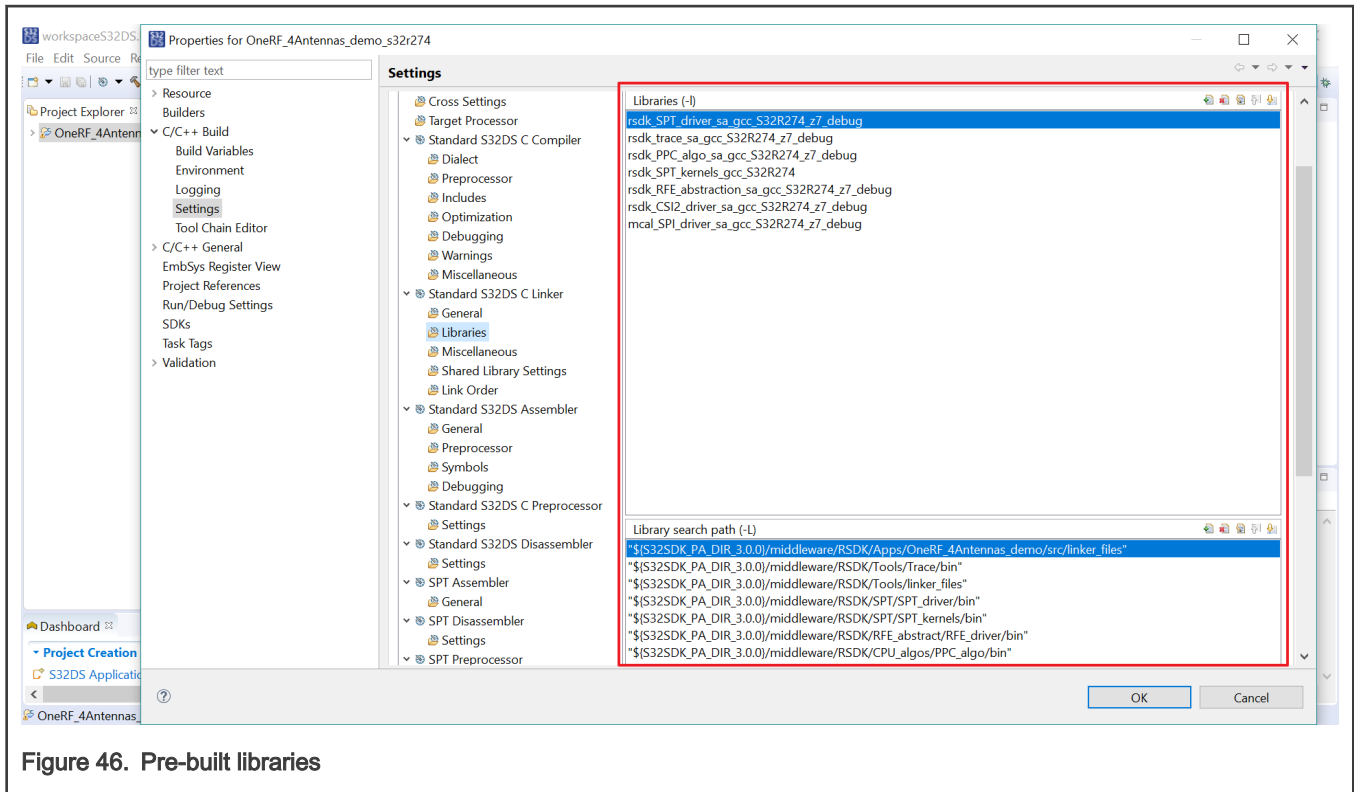 workspaceS32DS.
Properties for OneRF_4Antennas_demo_s32r274
File Edit Source Re
type filter text
Settings
Project Explorer
OneRF_4Antenn
Resource
Builders
C/C++ Build
Build Variables
Environment
Logging
Settings
Tool Chain Editor
C/C++ General
EmbSys Register View
Project References
Run/Debug Settings
SDKs
Task Tags
Validation
Cross Settings
Target Processor
Standard S32DS C Compiler
Dialect
Preprocessor
Includes
Optimization
Debugging
Warnings
Miscellaneous
Standard S32DS C Linker
General
Libraries
Miscellaneous
Shared Library Settings
Link Order
Standard S32DS Assembler
General
Preprocessor
Symbols
Debugging
Standard S32DS C Preprocessor
Settings
Standard S32DS Disassembler
Settings
SPT Assembler
General
SPT Disassembler
Settings
SPT Preprocessor
Libraries (-l)
rsdk_SPT_driver_sa_gcc_S32R274_z7_debug
rsdk_trace_sa_gcc_S32R274_z7_debug
rsdk_PPC_algo_sa_gcc_S32R274_z7_debug
rsdk_SPT_kernels_gcc_S32R274
rsdk_RFE_abstraction_sa_gcc_S32R274_z7_debug
rsdk_CSI2_driver_sa_gcc_S32R274_z7_debug
mcal_SPI_driver_sa_gcc_S32R274_z7_debug
Library search path (-L)
"${S32SDK_PA_DIR_3.0.0}/middleware/RSDK/Apps/OneRF_4Antennas_demo/src/linker_files"
"${S32SDK_PA_DIR_3.0.0}/middleware/RSDK/Tools/Trace/bin"
"${S32SDK_PA_DIR_3.0.0}/middleware/RSDK/Tools/linker_files"
"${S32SDK_PA_DIR_3.0.0}/middleware/RSDK/SPT/SPT_driver/bin"
"${S32SDK_PA_DIR_3.0.0}/middleware/RSDK/SPT/SPT_kernels/bin"
"${S32SDK_PA_DIR_3.0.0}/middleware/RSDK/RFE_abstract/RFE_driver/bin"
"${S32SDK_PA_DIR_3.0.0}/middleware/RSDK/CPU_algos/PPC_algo/bin"
Dashboard
Project Creation
S32DS Applicatio
OneRF_4Antennas_
OK
Cancel
Figure 46. Pre-built libraries